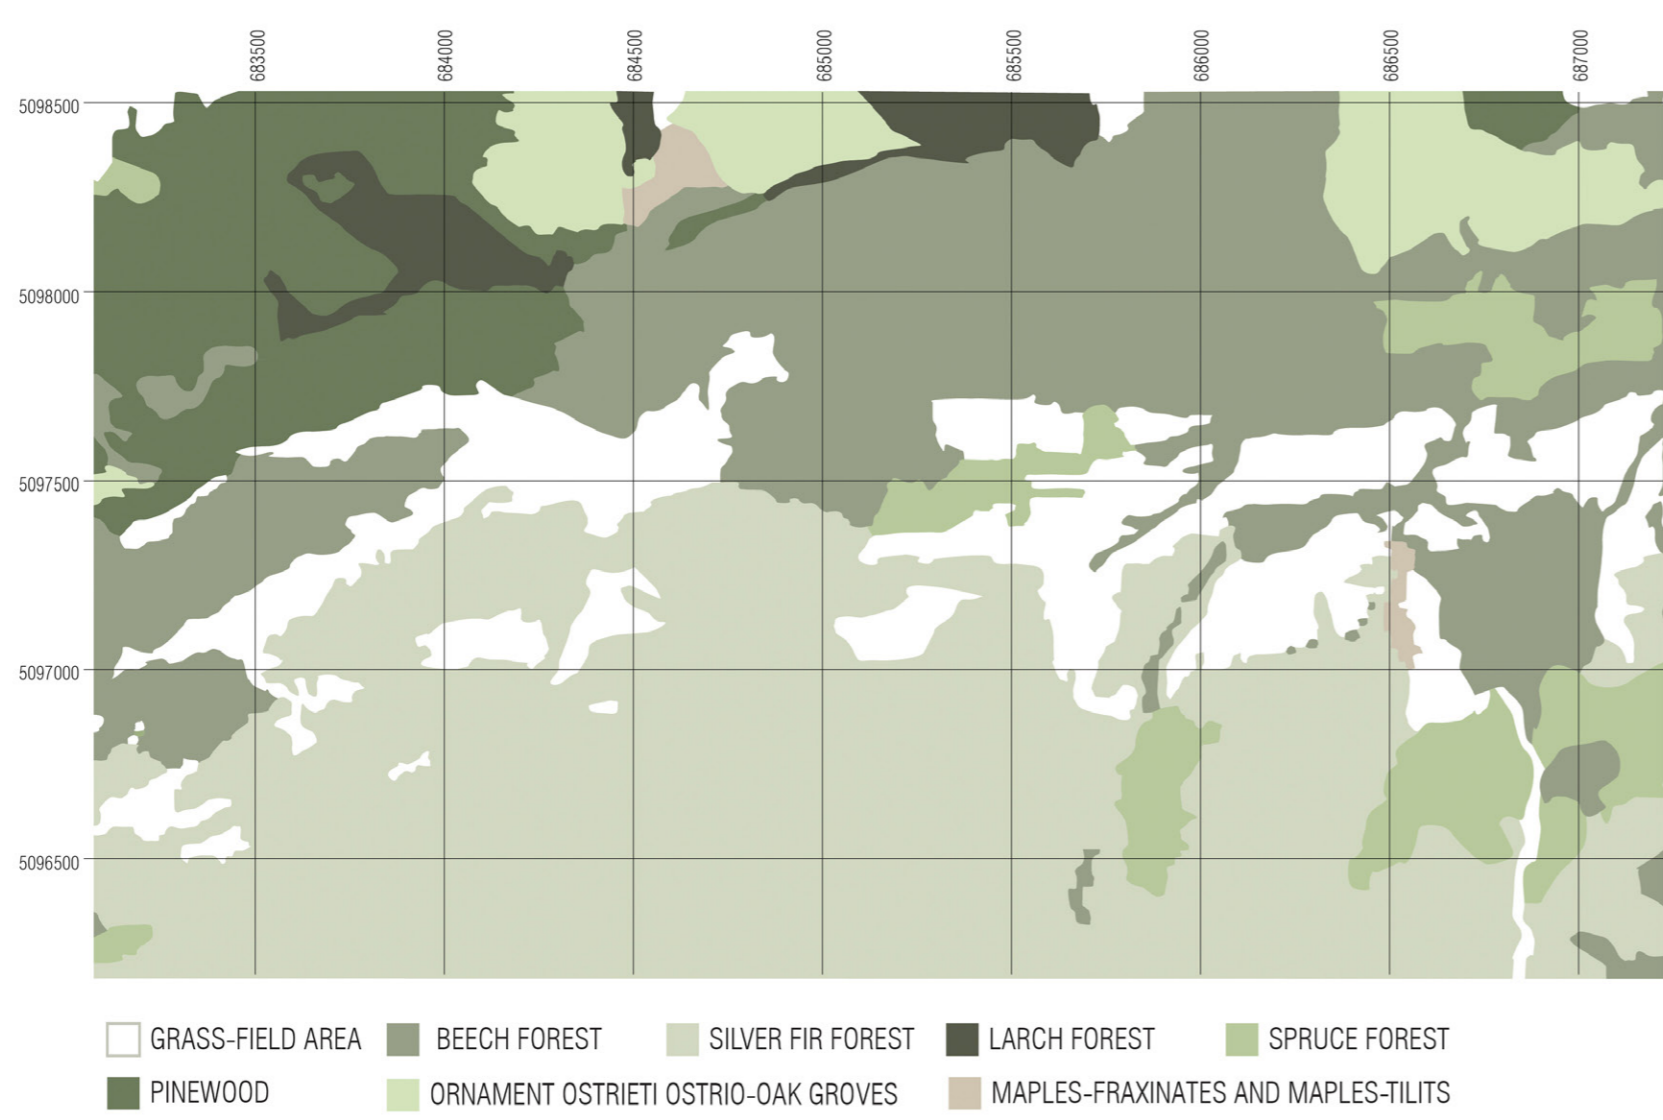 683500 684000 684500 685000 685500 686000 686500 687000
5098500
5098000
5097500
5097000
5096500
GRASS-FIELD AREA BEECH FOREST SILVER FIR FOREST LARCH FOREST SPRUCE FOREST
PINEWOOD ORNAMENT OSTRIETI OSTRIO-OAK GROVES MAPLES-FRAXINATES AND MAPLES-TILITS